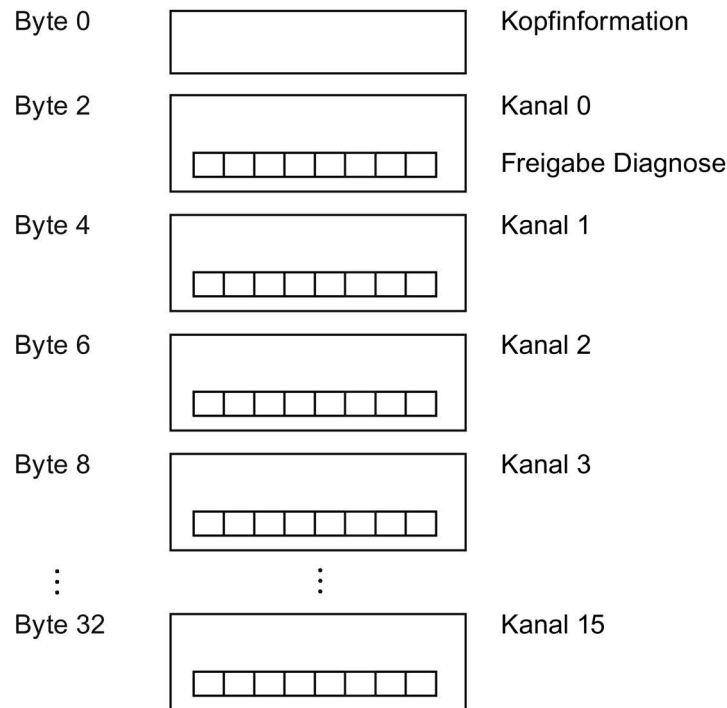 Byte 0 Kopfinformation
Byte 2 Kanal 0
Freigabe Diagnose
Byte 4 Kanal 1
Byte 6 Kanal 2
Byte 8 Kanal 3
⋮ ⋮
Byte 32 Kanal 15